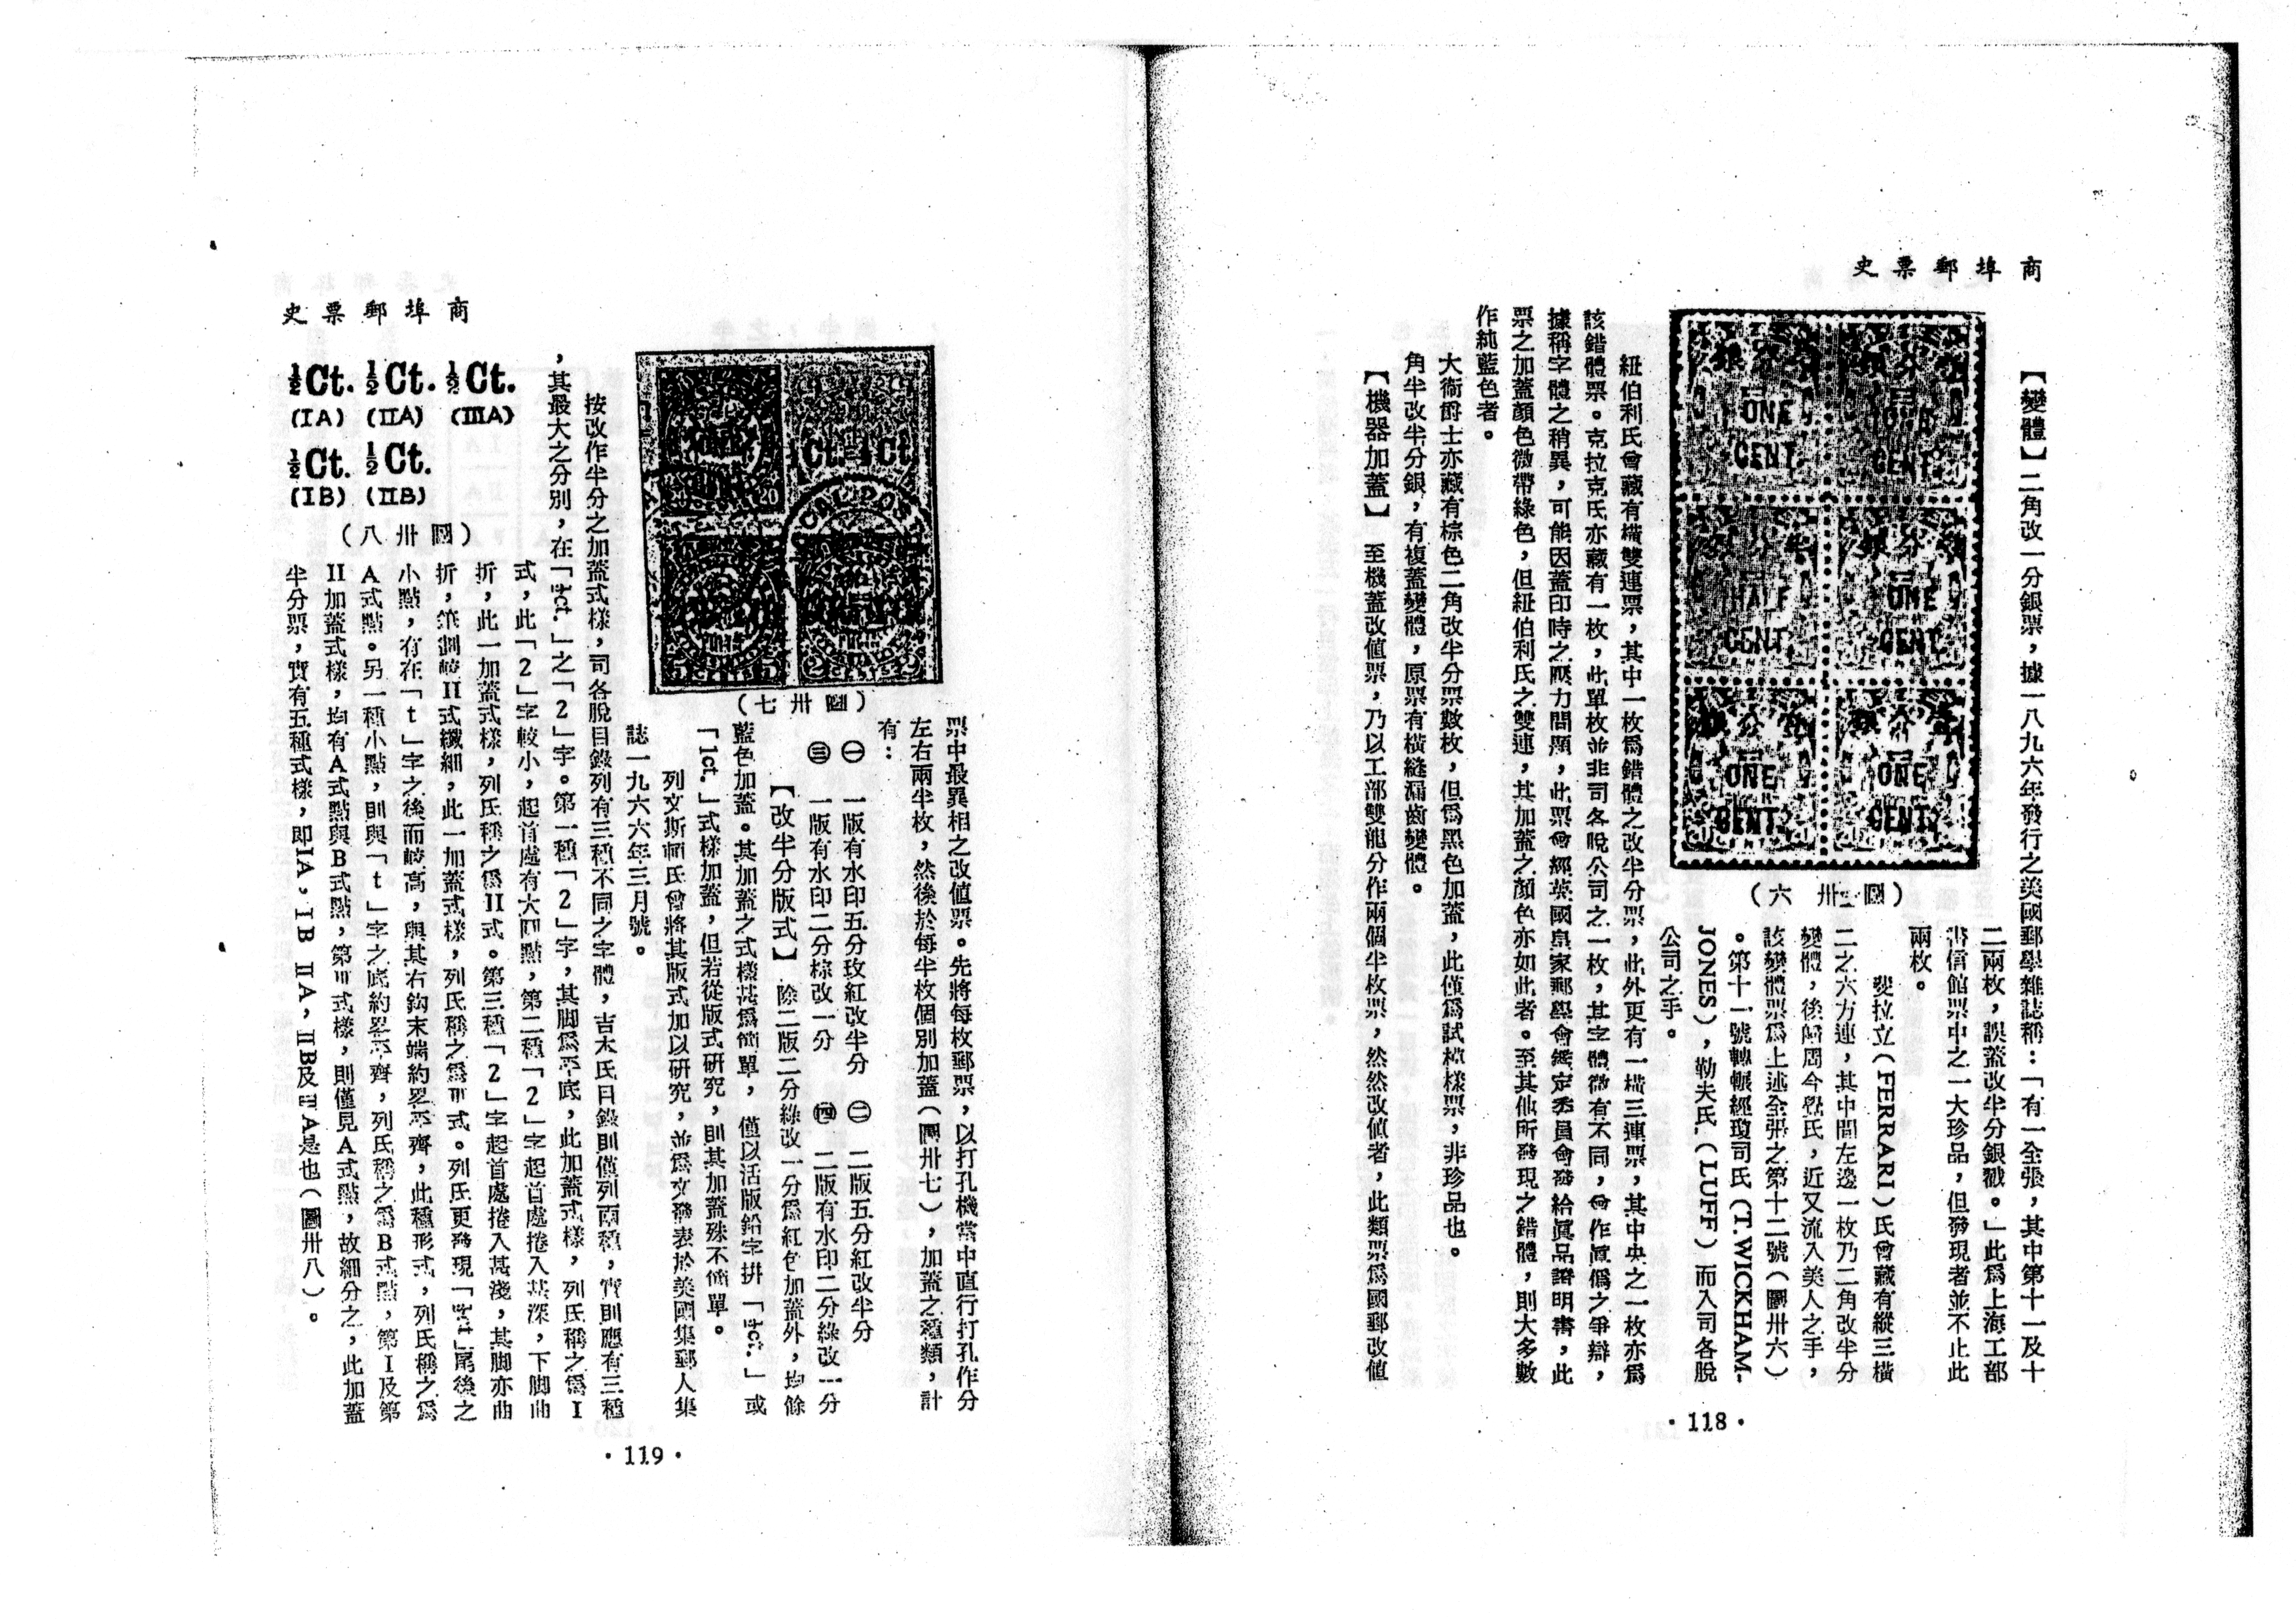 商埠郵票史
【變體】二角改一分銀票，據一八九六年發行之美國郵學雜誌稱：「有一全張，其中第十一及十
二兩枚，誤蓋改半分銀戳。」此爲上海工部
書信館票中之一大珍品，但發現者並不止此
兩枚。
斐拉立（FERRARI）氏曾藏有縱三橫
二之六方連，其中間左邊一枚乃二角改半分
變體，後歸周今覺氏，近又流入美人之手，
該變體票爲上述全張之第十二號（圖卅六）
。第十一號轉輾經瓊司氏（T.WICKHAM-
JONES），勒夫氏（LUFF）而入司各脫
公司之手。
（圖卅六）
紐伯利氏曾藏有橫雙連票，其中一枚爲錯體之改半分票，此外更有一橫三連票，其中央之一枚亦爲
該錯體票。克拉克氏亦藏有一枚，此單枚並非司各脫公司之一枚，其字體微有不同，曾作眞僞之爭辯，
據稱字體之稍異，可能因蓋印時之壓力問題，此票曾經英國皇家郵學會鑑定委員會發給眞品證明書，此
票之加蓋顏色微帶綠色，但紐伯利氏之雙連，其加蓋之顏色亦如此者。至其他所發現之錯體，則大多數
作純藍色者。
大衞爵士亦藏有棕色二角改半分票數枚，但爲黑色加蓋，此僅爲試樣票，非珍品也。
角半改半分銀，有複蓋變體，原票有橫縫漏齒變體。
【機器加蓋】 至機蓋改值票，乃以工部雙龍分作兩個半枚票，然然改值者，此類票爲國郵改值
·118·
商埠郵票史
票中最異相之改值票。先將每枚郵票，以打孔機當中直行打孔作分
左右兩半枚，然後於每半枚個別加蓋（圖卅七），加蓋之種類，計
有：
㊀ 一版有水印五分玫紅改半分 ㊁ 二版五分紅改半分
㊂ 一版有水印二分棕改一分 ㊃ 二版有水印二分綠改一分
【改半分版式】 除二版二分綠改一分爲紅色加蓋外，均餘
藍色加蓋。其加蓋之式樣甚爲簡單，僅以活版鉛字拼「½ct.」或
「1ct.」式樣加蓋，但若從版式研究，則其加蓋殊不簡單。
列文斯頓氏曾將其版式加以研究，並爲文發表於美國集郵人集
誌一九六六年三月號。
（圖卅七）
按改作半分之加蓋式樣，司各脫目錄列有三種不同之字體，吉本氏目錄則僅列兩種，實則應有三種
，其最大之分別，在「½ct.」之「2」字。第一種「2」字，其脚爲平底，此加蓋式樣，列氏稱之爲I
式，此「2」字較小，起首處有大凹點，第二種「2」字起首處捲入甚深，下脚曲
折，此一加蓋式樣，列氏稱之爲II式。第三種「2」字起首處捲入甚淺，其脚亦曲
折，筆劃較II式纖細，此一加蓋式樣，列氏稱之爲III式。列氏更發現「½ct.」尾後之
小點，有在「t」字之後而較高，與其右鈎末端約畧平齊，此種形式，列氏稱之爲
A式點。另一種小點，則與「t」字之底約畧平齊，列氏稱之爲B式點，第I及第
II加蓋式樣，均有A式點與B式點，第III式樣，則僅見A式點，故細分之，此加蓋
半分票，實有五種式樣，即IA，IB IIA，IIB及IIIA是也（圖卅八）。
½Ct. ½Ct. ½Ct.
(IA) (IIA) (IIIA)
½Ct. ½Ct.
(IB) (IIB)
（圖卅八）
·119·